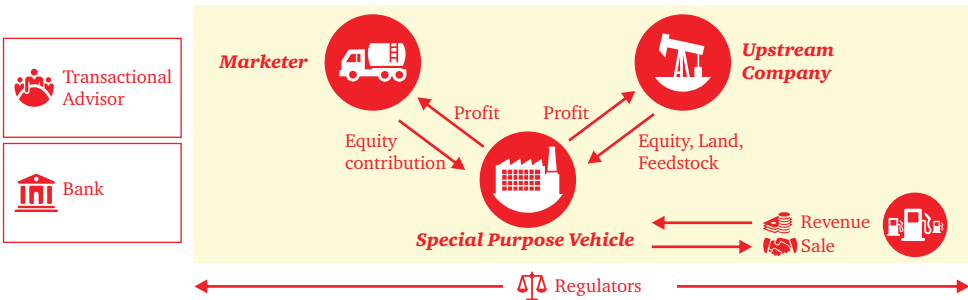 Transactional
Advisor
Bank
Marketer
Upstream
Company
Profit
Profit
Equity
contribution
Equity, Land,
Feedstock
Special Purpose Vehicle
Revenue
Sale
Regulators